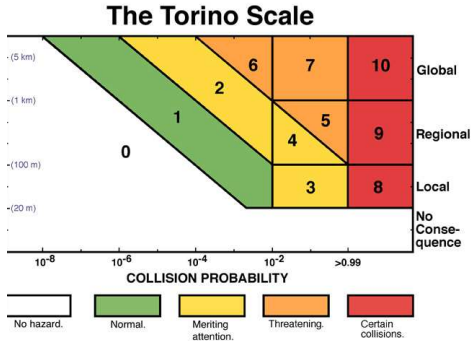 The Torino Scale
(5 km)
6
7
10
Global
2
(1 km)
1
5
9
Regional
4
0
(100 m)
3
8
Local
(20 m)
No
Conse-
quence
10-8
10-6
10-4
10-2
>0.99
COLLISION PROBABILITY
No hazard.
Normal.
Meriting
attention.
Threatening.
Certain
collisions.